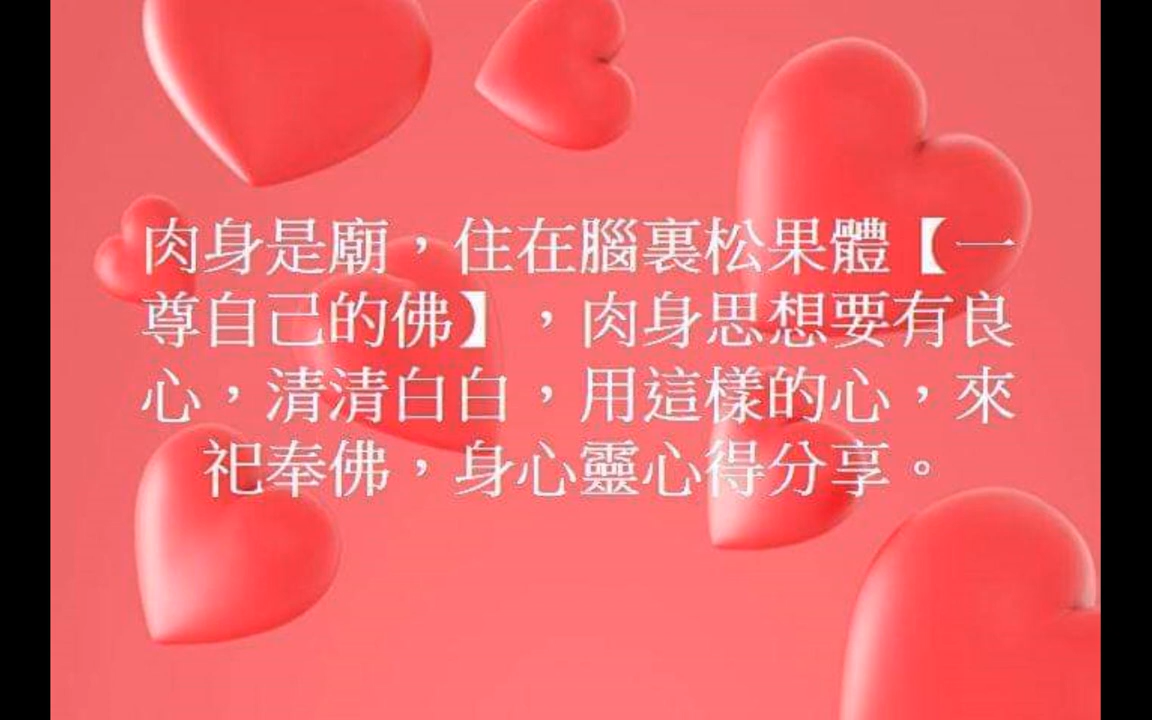 肉身是廟，住在腦裏松果體【一
尊自己的佛】，肉身思想要有良
心，清清白白，用這樣的心，來
祀奉佛，身心靈心得分享。